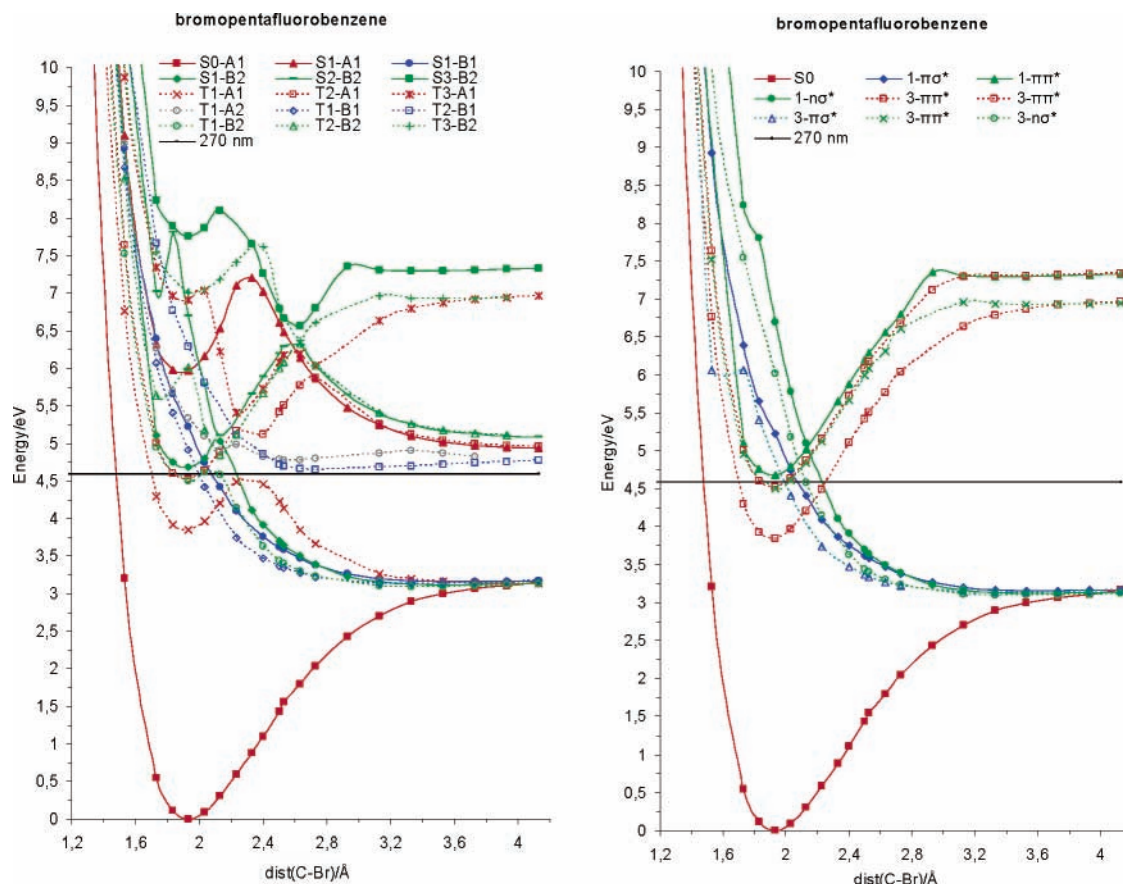 bromopentafluorobenzene
S0-A1 S1-A1 S1-B1
S1-B2 S2-B2 S3-B2
T1-A1 T2-A1 T3-A1
T1-A2 T1-B1 T2-B1
T1-B2 T2-B2 T3-B2
270 nm
10
9,5
9
8,5
8
7,5
7
6,5
6
5,5
5
4,5
4
3,5
3
2,5
2
1,5
1
0,5
0
Energy/eV
1,2 1,6 2 2,4 2,8 3,2 3,6 4
dist(C-Br)/Å
bromopentafluorobenzene
S0 1-πσ* 1-ππ*
1-nσ* 3-ππ* 3-ππ*
3-πσ* 3-ππ* 3-nσ*
270 nm
10
9,5
9
8,5
8
7,5
7
6,5
6
5,5
5
4,5
4
3,5
3
2,5
2
1,5
1
0,5
0
Energy/eV
1,2 1,6 2 2,4 2,8 3,2 3,6 4
dist(C-Br)/Å